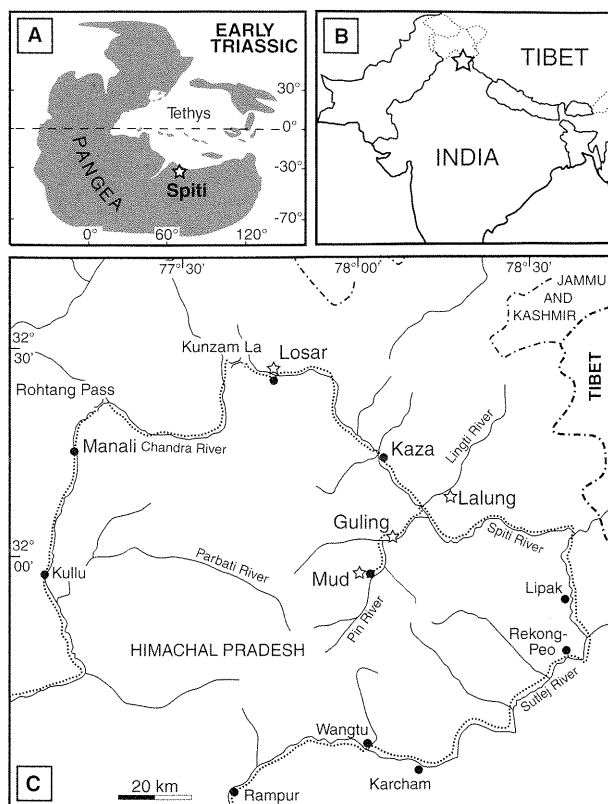 A
EARLY
TRIASSIC
Tethys
30°
0°
-30°
-70°
PANGEA
Spiti
0°
60°
120°
B
TIBET
INDIA
77°
30'
78°00'
78°30'
JAMMU
AND
KASHMIR
32°
30'
Kunzam La
Losar
TIBET
Rohtang Pass
Manali
Chandra River
Kaza
Lingti River
Lalung
Guling
Spiti River
32°
00'
Kullu
Parbati River
Mud
Pin River
Lipak
HIMACHAL PRADESH
Rekong-
Peo
Sutlej River
Wangtu
Karcham
C
20 km
Rampur